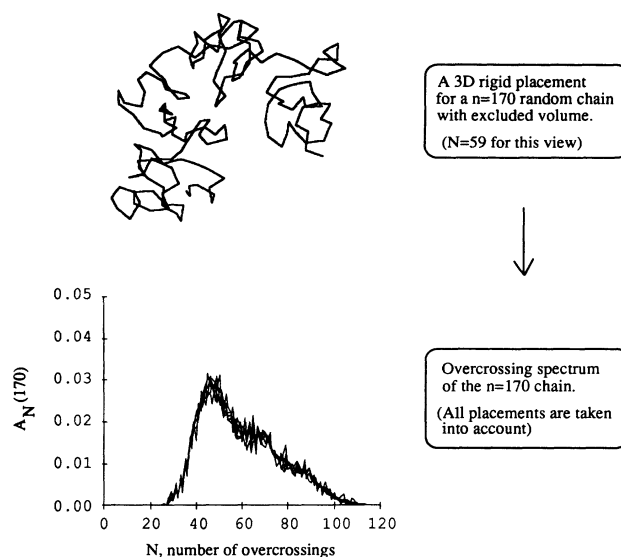 A 3D rigid placement
for a n=170 random chain
with excluded volume.
(N=59 for this view)
0.05
0.04
0.03
0.02
0.01
0.00
A_N(170)
0 20 40 60 80 100 120
N, number of overcrossings
Overcrossing spectrum
of the n=170 chain.
(All placements are taken
into account)